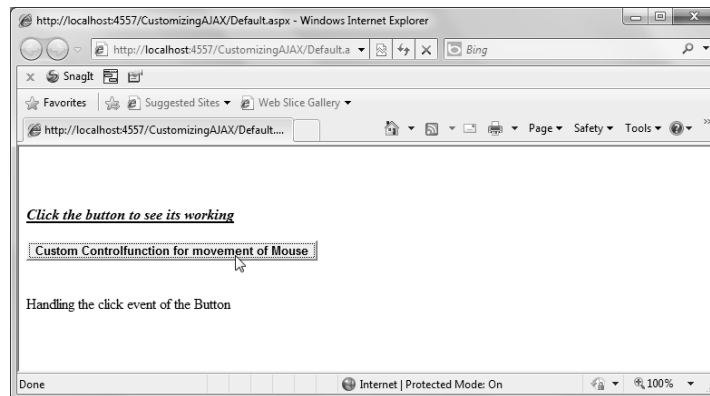 http://localhost:4557/CustomizingAJAX/Default.aspx - Windows Internet Explorer
http://localhost:4557/CustomizingAJAX/Default.a Bing
x SnagIt
Favorites Suggested Sites Web Slice Gallery
http://localhost:4557/CustomizingAJAX/Default.... Page Safety Tools »
Click the button to see its working
Custom Controlfunction for movement of Mouse
Handling the click event of the Button
Done Internet | Protected Mode: On 100%